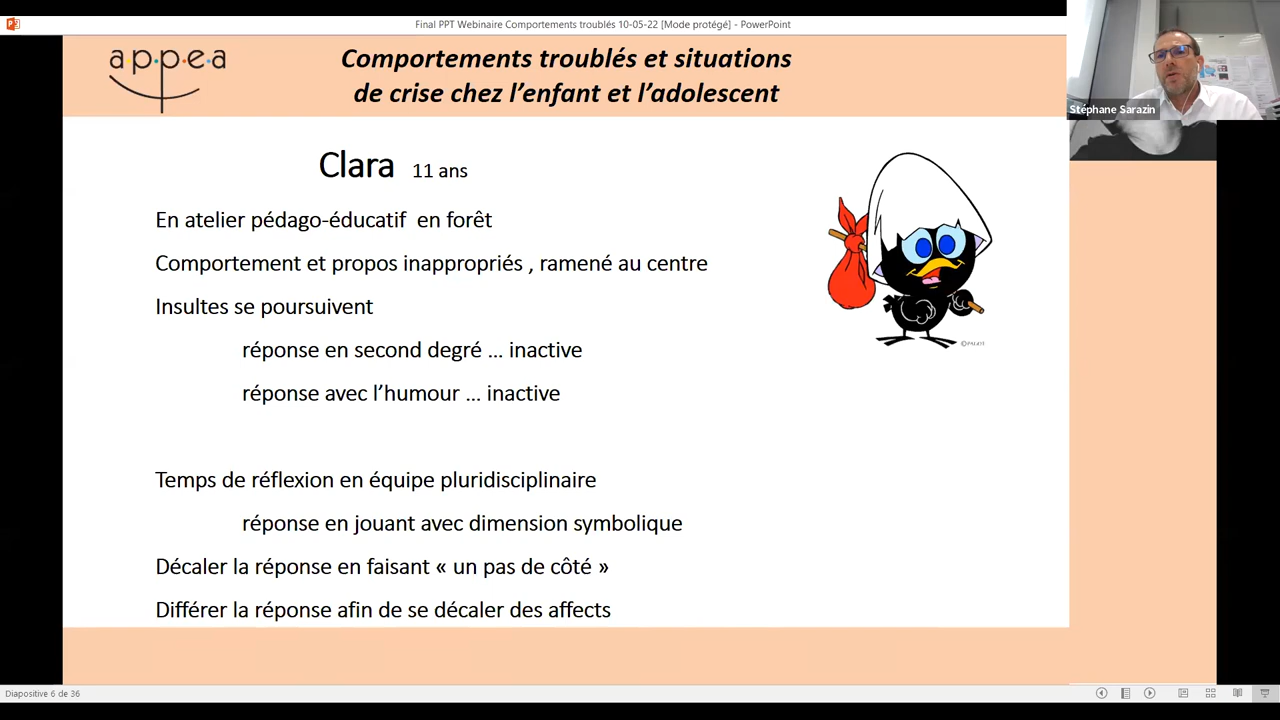 Final PPT Webinaire Comportements troublés 10-05-22 [Mode protégé] - PowerPoint
appea
Comportements troublés et situations
de crise chez l’enfant et l’adolescent
Stéphane Sarazin
Clara 11 ans
En atelier pédago-éducatif en forêt
Comportement et propos inappropriés , ramené au centre
Insultes se poursuivent
réponse en second degré ... inactive
réponse avec l’humour ... inactive
©PAGOT
Temps de réflexion en équipe pluridisciplinaire
réponse en jouant avec dimension symbolique
Décaler la réponse en faisant « un pas de côté »
Différer la réponse afin de se décaler des affects
Diapositive 6 de 36